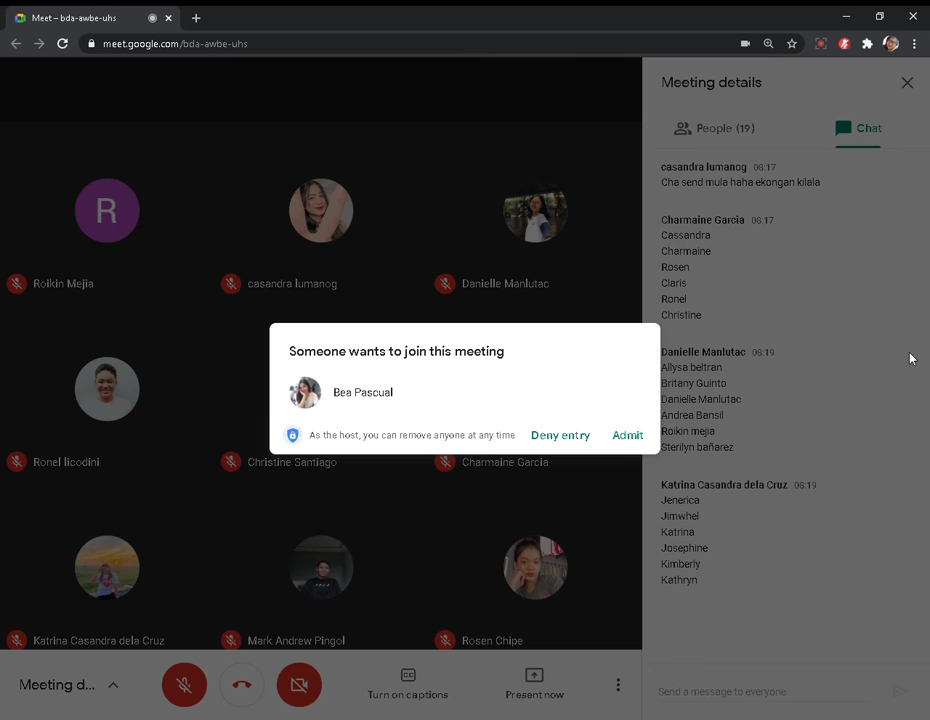 Meet – bda-awbe-uhs
meet.google.com/bda-awbe-uhs
Meeting details
People (19)
Chat
casandra lumanog 06:17
Cha send mula haha ekongan kilala
Charmaine Garcia 06:17
Cassandra
Charmaine
Rosen
Claris
Ronel
Christine
Danielle Manlutac 06:19
Allysa beltran
Britany Guinto
Danielle Manlutac
Andrea Bansil
Roikin mejia
Sterilyn bañarez
Katrina Casandra dela Cruz 06:19
Jenerica
Jimwhel
Katrina
Josephine
Kimberly
Kathryn
Send a message to everyone
R
Roikin Mejia
casandra lumanog
Danielle Manlutac
Someone wants to join this meeting
Bea Pascual
As the host, you can remove anyone at any time
Deny entry
Admit
Ronel licodini
Christine Santiago
Charmaine Garcia
Katrina Casandra dela Cruz
Mark Andrew Pingol
Rosen Chipe
Meeting d...
CC
Turn on captions
Present now